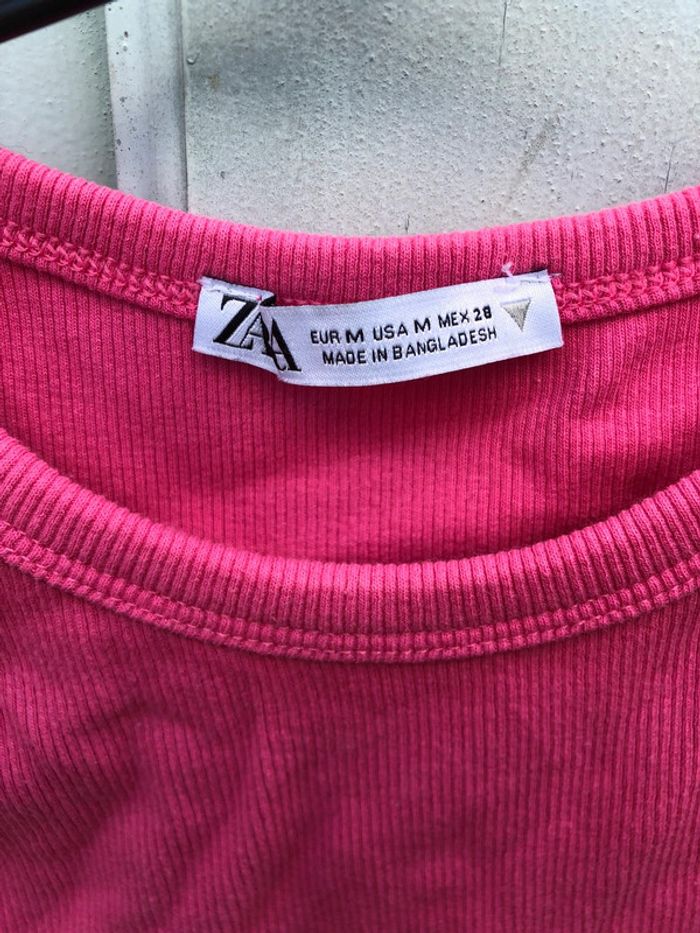 ZAA
EUR M USA M MEX 28
MADE IN BANGLADESH